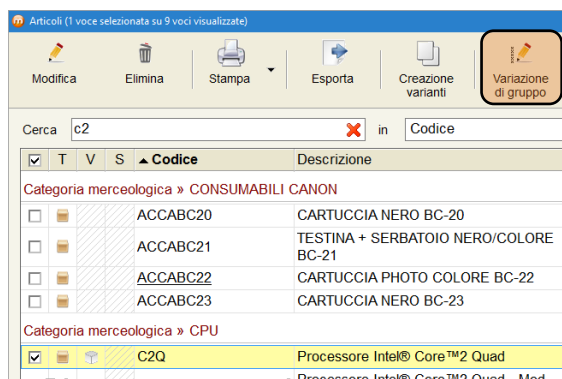 Articoli (1 voce selezionata su 9 voci visualizzate)
Modifica Elimina Stampa Esporta Creazione varianti Variazione di gruppo
Cerca c2 in Codice
T V S Codice Descrizione
Categoria merceologica » CONSUMABILI CANON
ACCABC20 CARTUCCIA NERO BC-20
ACCABC21 TESTINA + SERBATOIO NERO/COLORE BC-21
ACCABC22 CARTUCCIA PHOTO COLORE BC-22
ACCABC23 CARTUCCIA NERO BC-23
Categoria merceologica » CPU
C2Q Processore Intel® Core™2 Quad